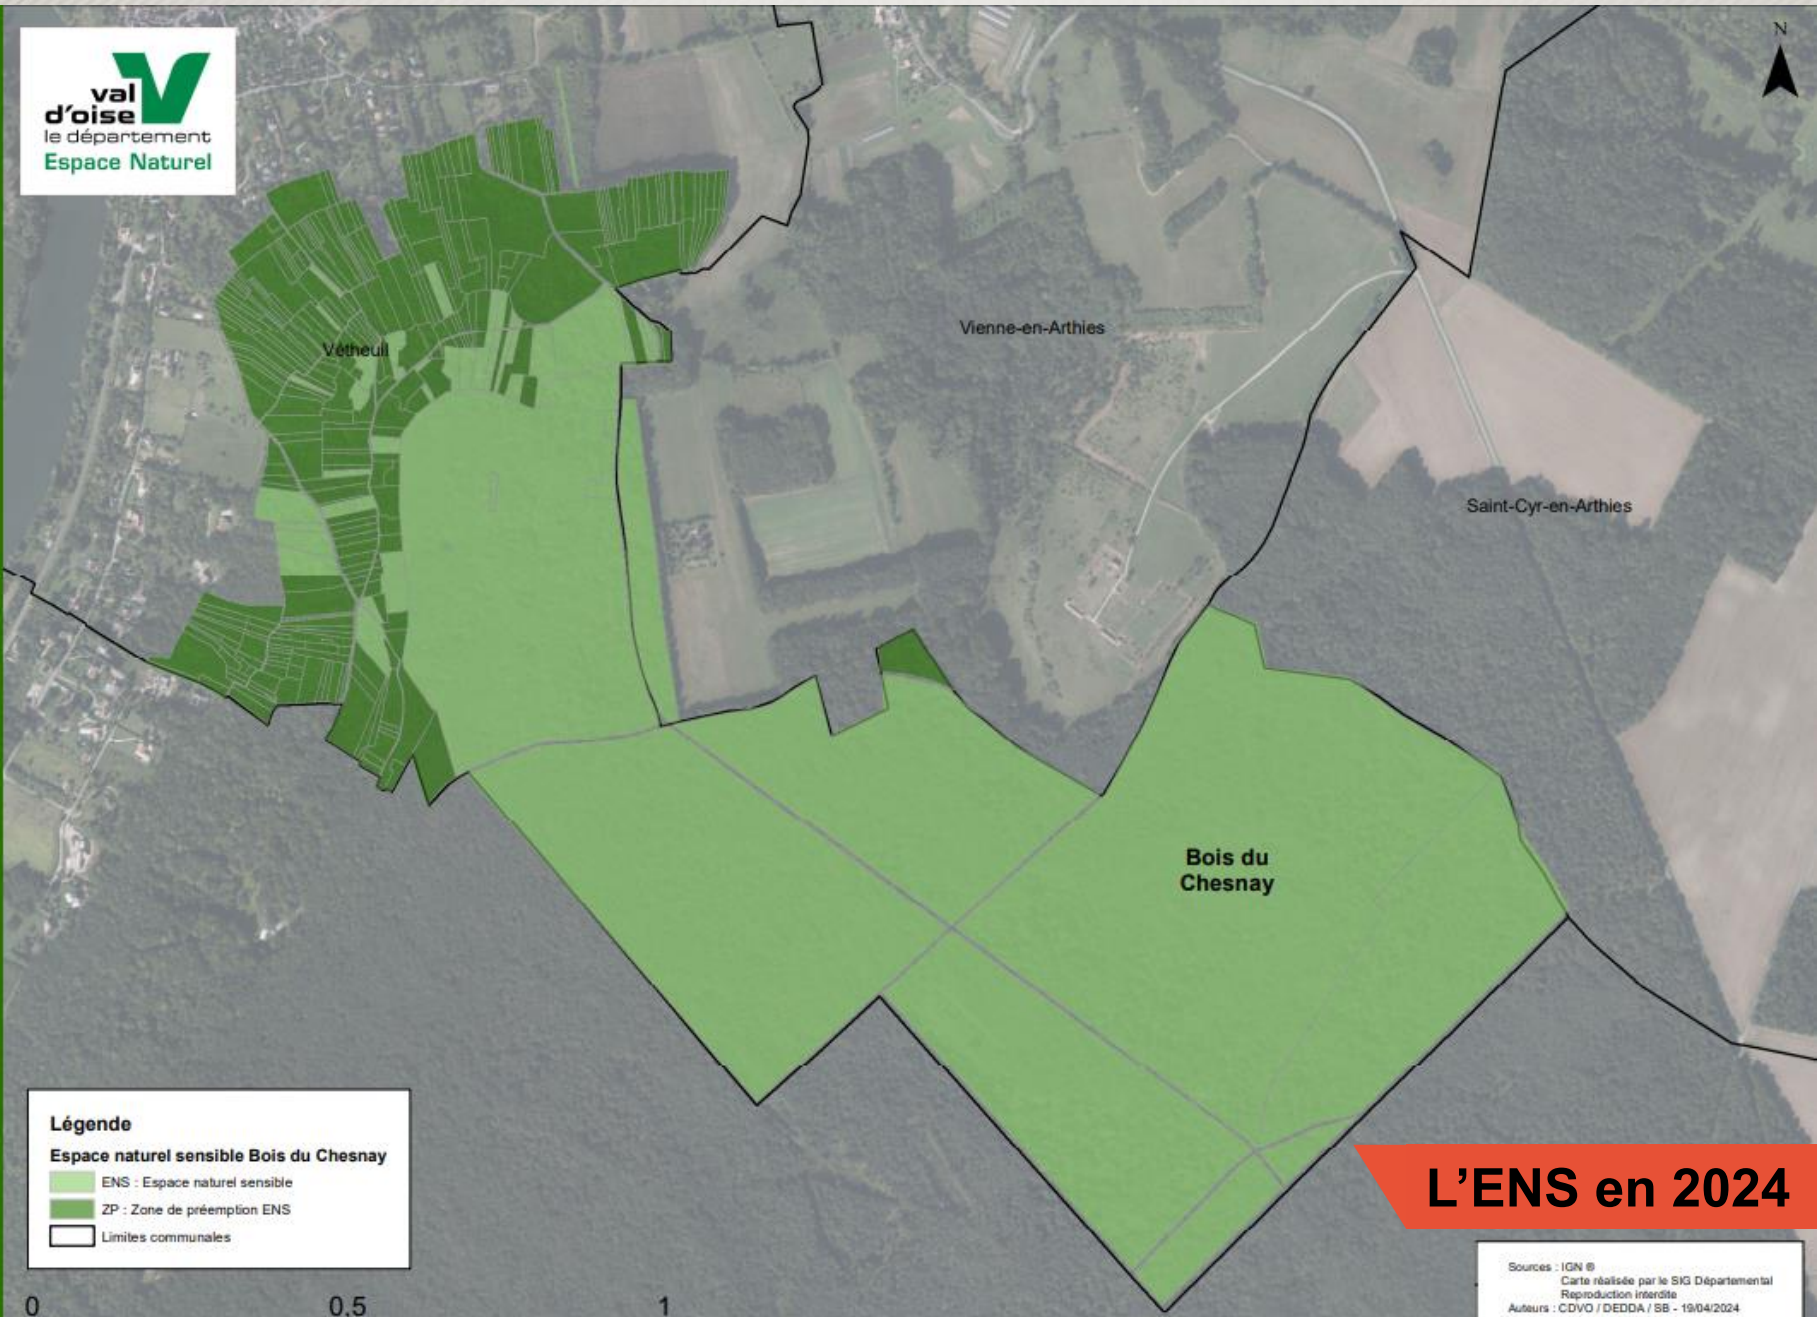 val
d'oise
le département
Espace Naturel
N
Vétheuil
Vienne-en-Arthies
Saint-Cyr-en-Arthies
Bois du
Chesnay
Légende
Espace naturel sensible Bois du Chesnay
ENS : Espace naturel sensible
ZP : Zone de préemption ENS
Limites communales
L'ENS en 2024
Sources : IGN ®
Carte réalisée par le SIG Départemental
Reproduction interdite
Auteurs : CDVO / DEDDA / SB - 19/04/2024
0 0,5 1